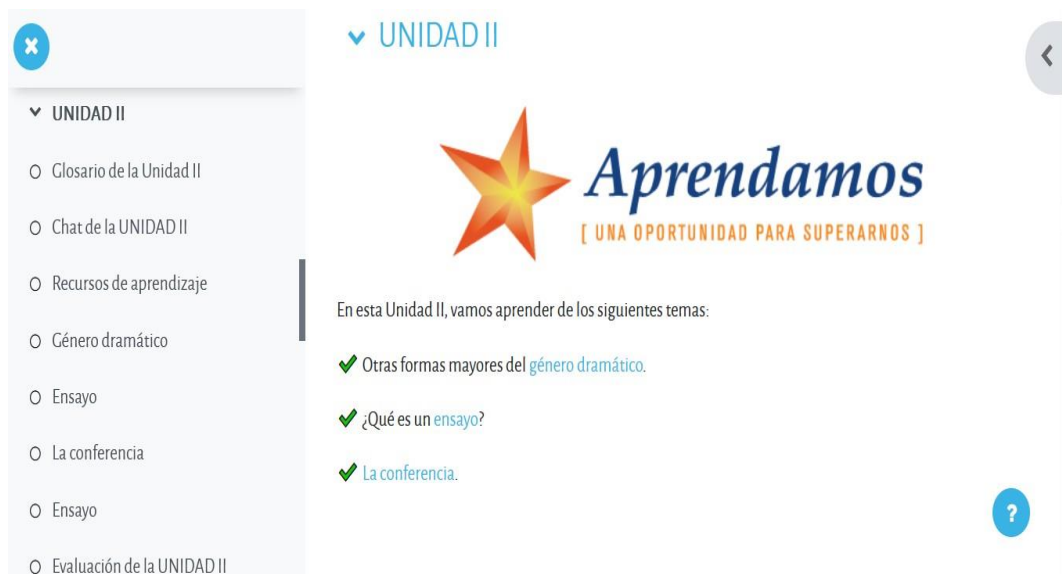 UNIDAD II
Glosario de la Unidad II
Chat de la UNIDAD II
Recursos de aprendizaje
Género dramático
Ensayo
La conferencia
Ensayo
Evaluación de la UNIDAD II
UNIDAD II
Aprendamos
[ UNA OPORTUNIDAD PARA SUPERARNOS ]
En esta Unidad II, vamos aprender de los siguientes temas:
Otras formas mayores del género dramático.
¿Qué es un ensayo?
La conferencia.
?